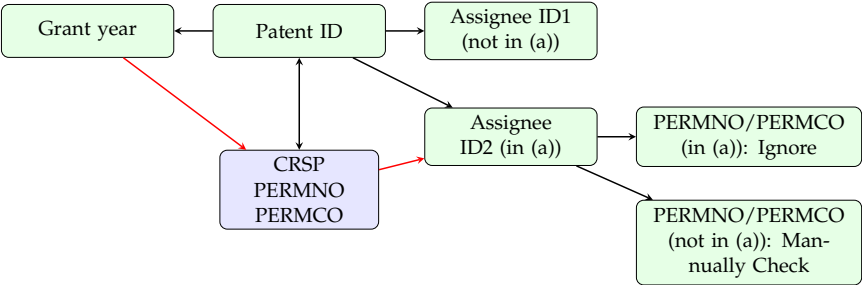 Grant year
Patent ID
Assignee ID1
(not in (a))
Assignee
ID2 (in (a))
PERMNO/PERMCO
(in (a)): Ignore
CRSP
PERMNO
PERMCO
PERMNO/PERMCO
(not in (a)): Man-
nually Check